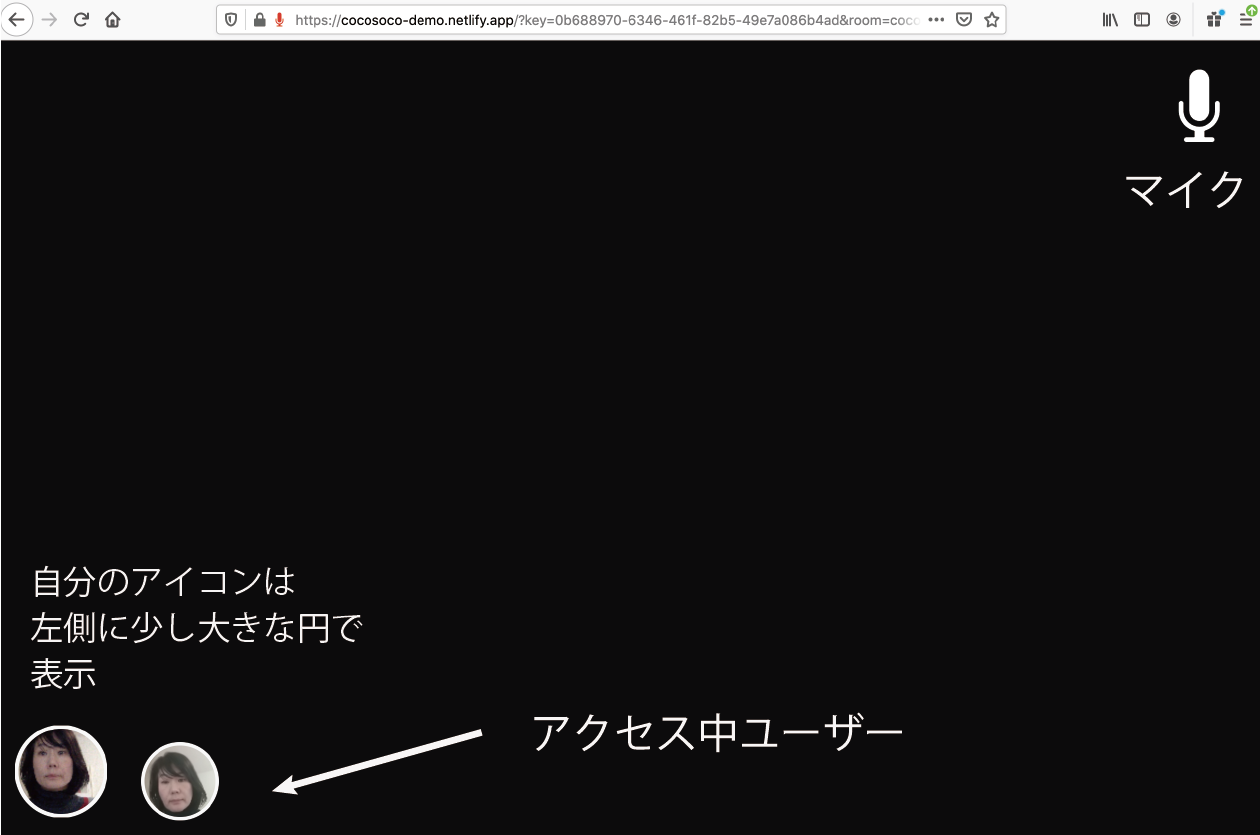 https://cocosoco-demo.netlify.app/?key=0b688970-6346-461f-82b5-49e7a086b4ad&room=coco
マイク
自分のアイコンは
左側に少し大きな円で
表示
アクセス中ユーザー